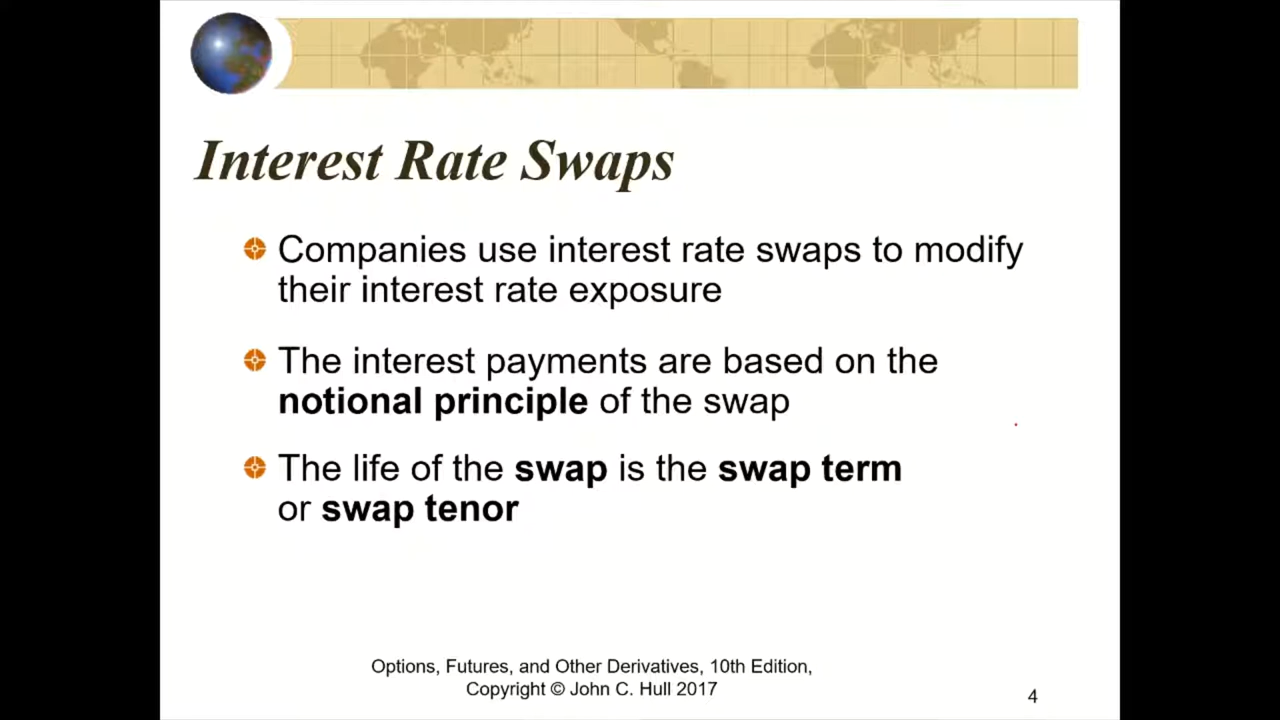 Interest Rate Swaps
Companies use interest rate swaps to modify
their interest rate exposure
The interest payments are based on the
notional principle of the swap
The life of the swap is the swap term
or swap tenor
Options, Futures, and Other Derivatives, 10th Edition,
Copyright © John C. Hull 2017
4